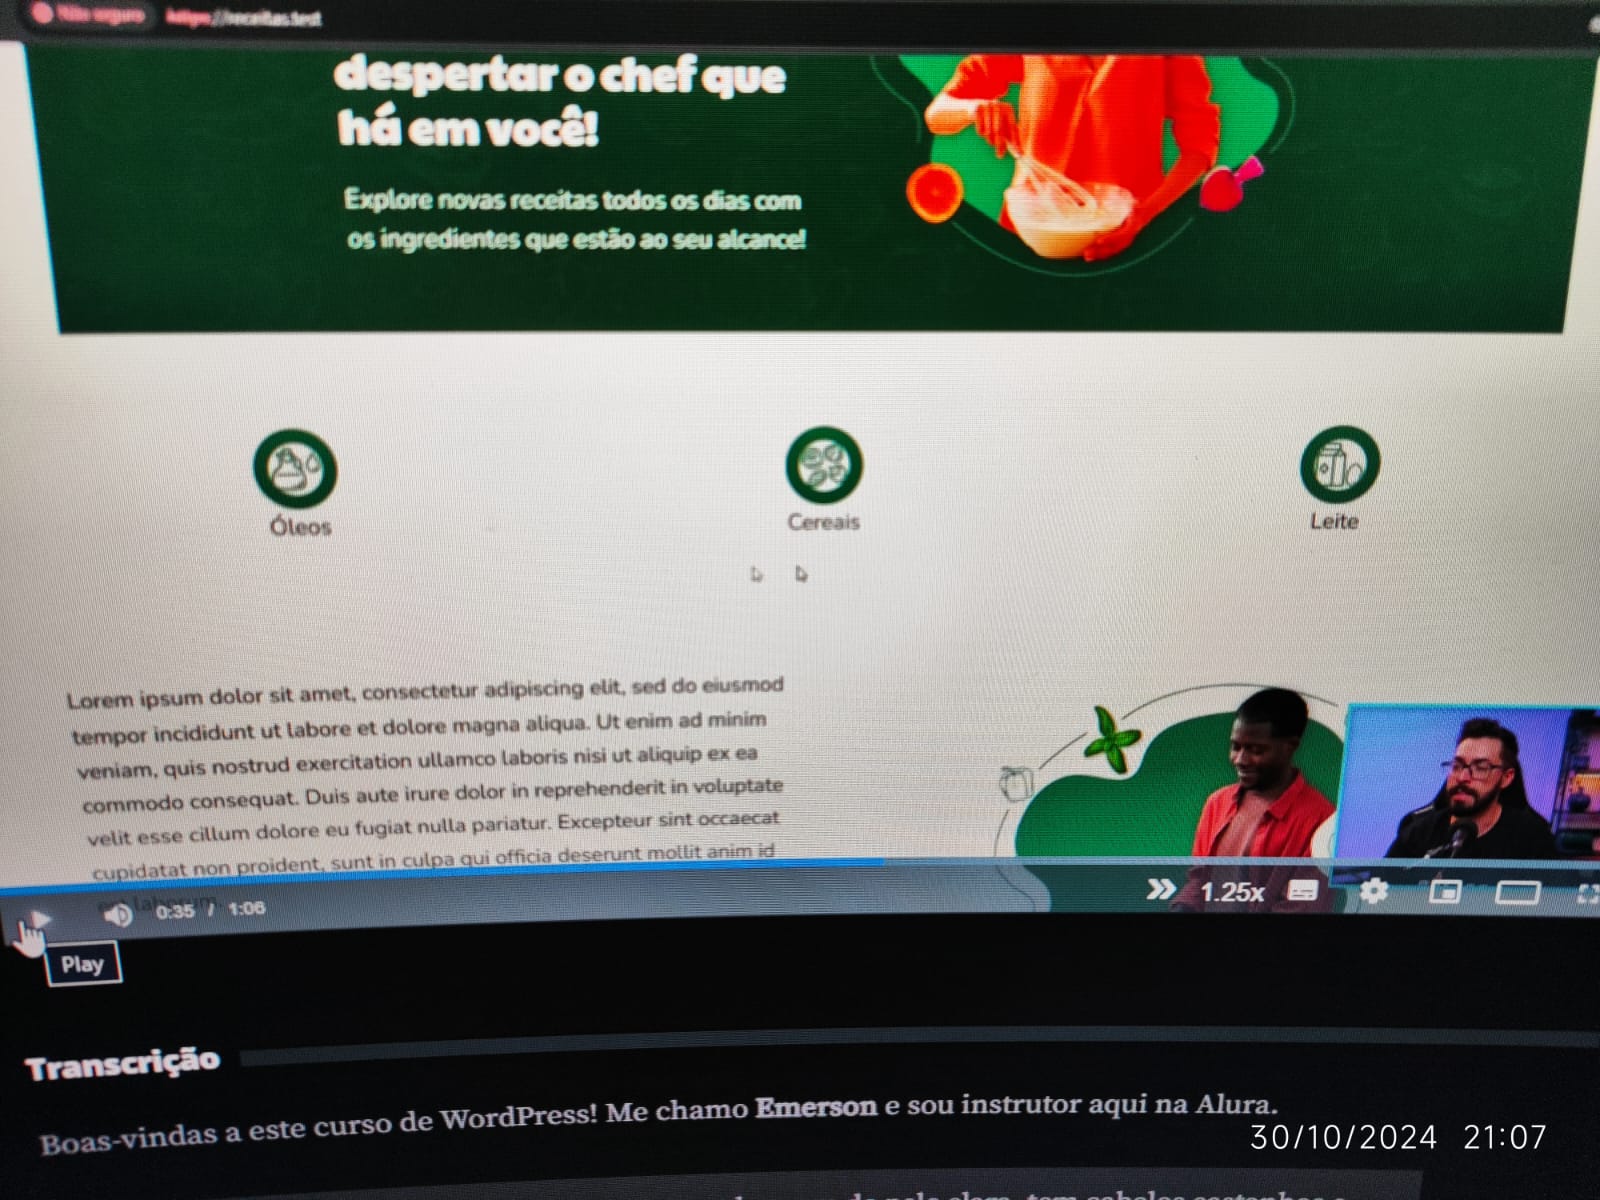 Não seguro https://receitas.test
despertar o chef que
há em você!
Explore novas receitas todos os dias com
os ingredientes que estão ao seu alcance!
Óleos
Cereais
Leite
Lorem ipsum dolor sit amet, consectetur adipiscing elit, sed do eiusmod
tempor incididunt ut labore et dolore magna aliqua. Ut enim ad minim
veniam, quis nostrud exercitation ullamco laboris nisi ut aliquip ex ea
commodo consequat. Duis aute irure dolor in reprehenderit in voluptate
velit esse cillum dolore eu fugiat nulla pariatur. Excepteur sint occaecat
cupidatat non proident, sunt in culpa qui officia deserunt mollit anim id
laborum.
0:35 / 1:06
1.25x
Play
Transcrição
Boas-vindas a este curso de WordPress! Me chamo Emerson e sou instrutor aqui na Alura.
30/10/2024 21:07